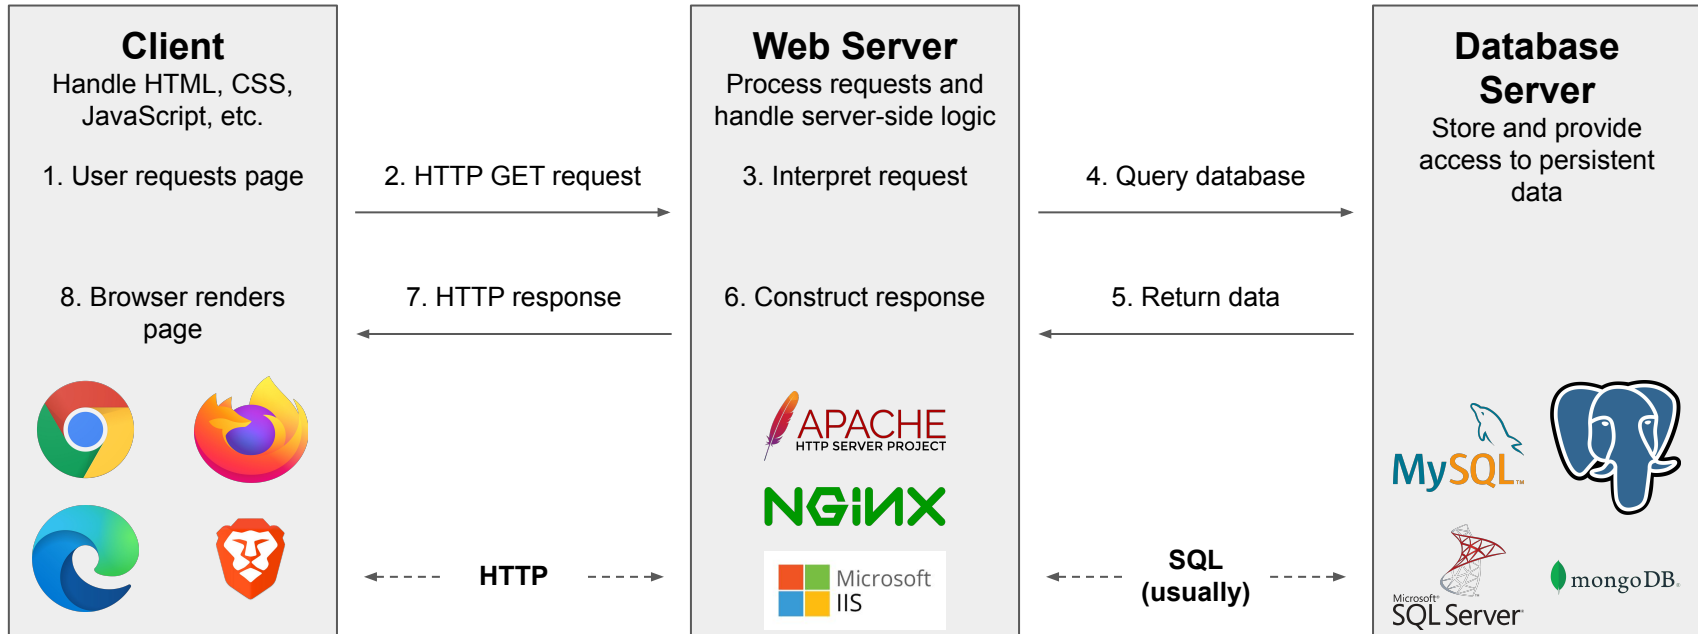 Client
Handle HTML, CSS,
JavaScript, etc.
1. User requests page
8. Browser renders
page
2. HTTP GET request
7. HTTP response
HTTP
Web Server
Process requests and
handle server-side logic
3. Interpret request
6. Construct response
APACHE
HTTP SERVER PROJECT
NGiNX
Microsoft
IIS
4. Query database
5. Return data
SQL
(usually)
Database
Server
Store and provide
access to persistent
data
MySQL™
Microsoft®
SQL Server®
mongoDB®